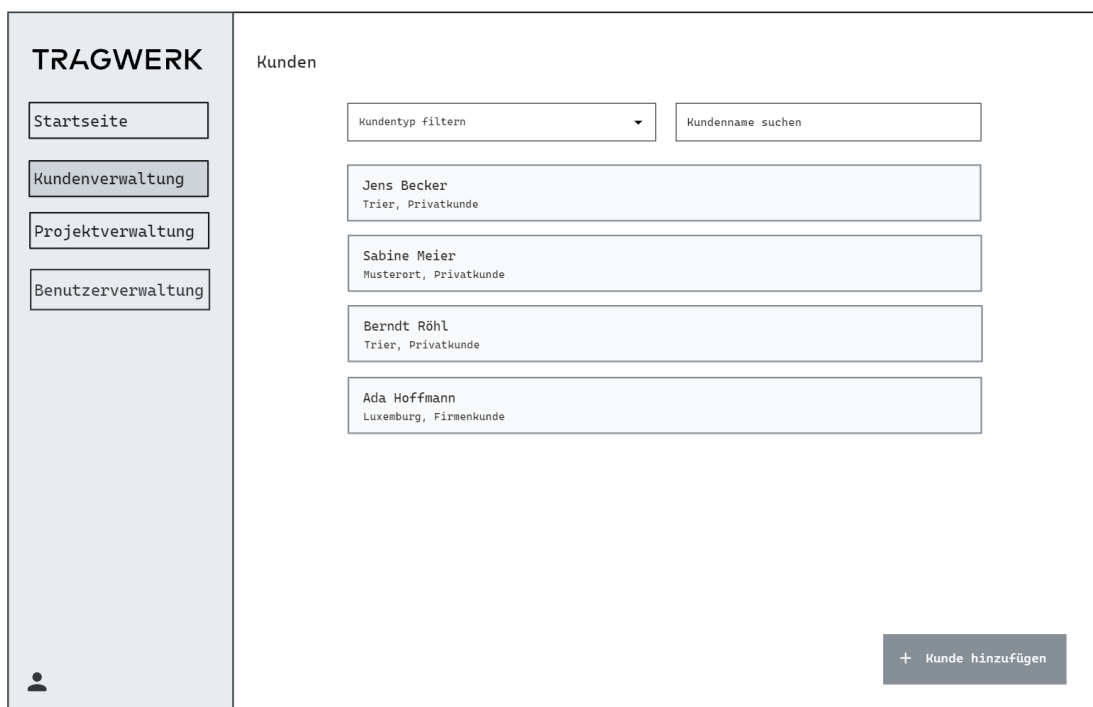 TRAGWERK
Startseite
Kundenverwaltung
Projektverwaltung
Benutzerverwaltung
Kunden
Kundentyp filtern
Kundenname suchen
Jens Becker
Trier, Privatkunde
Sabine Meier
Musterort, Privatkunde
Berndt Röhl
Trier, Privatkunde
Ada Hoffmann
Luxemburg, Firmenkunde
+ Kunde hinzufügen